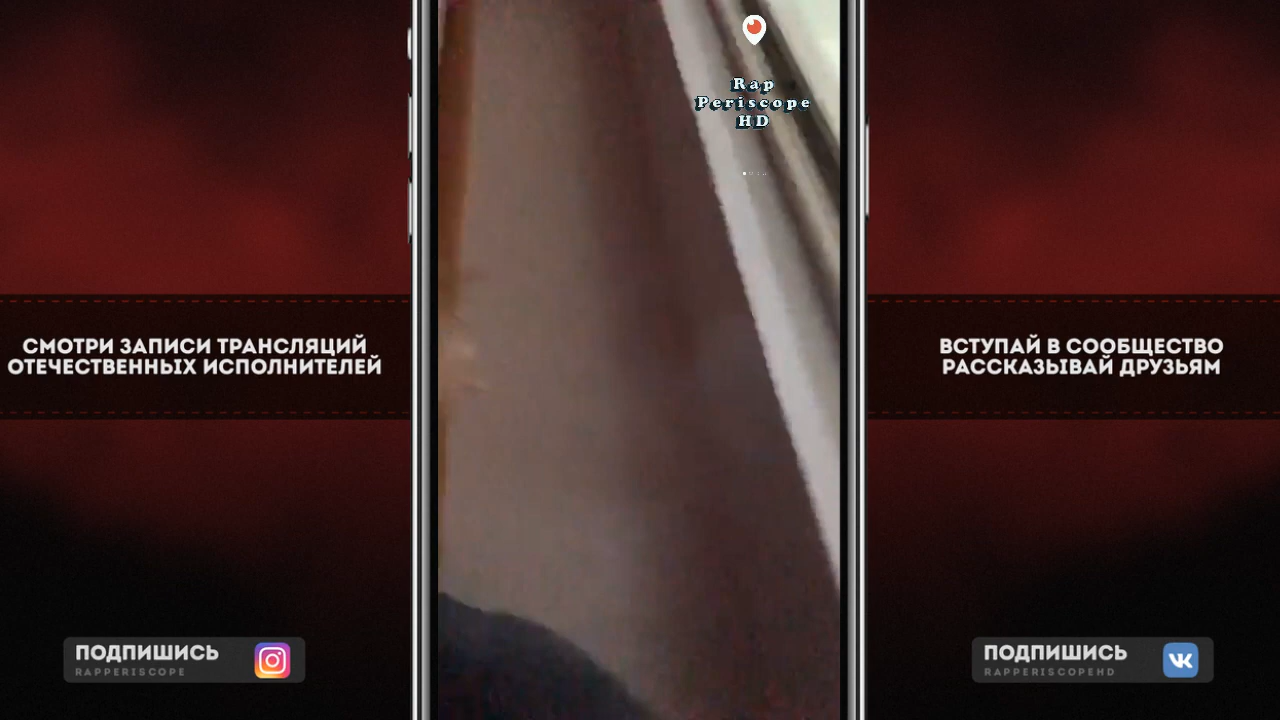 Rap
Periscope
HD
СМОТРИ ЗАПИСИ ТРАНСЛЯЦИЙ
ОТЕЧЕСТВЕННЫХ ИСПОЛНИТЕЛЕЙ
ВСТУПАЙ В СООБЩЕСТВО
РАССКАЗЫВАЙ ДРУЗЬЯМ
ПОДПИШИСЬ
RAPPERISCOPE
ПОДПИШИСЬ
RAPPERISCOPEHD